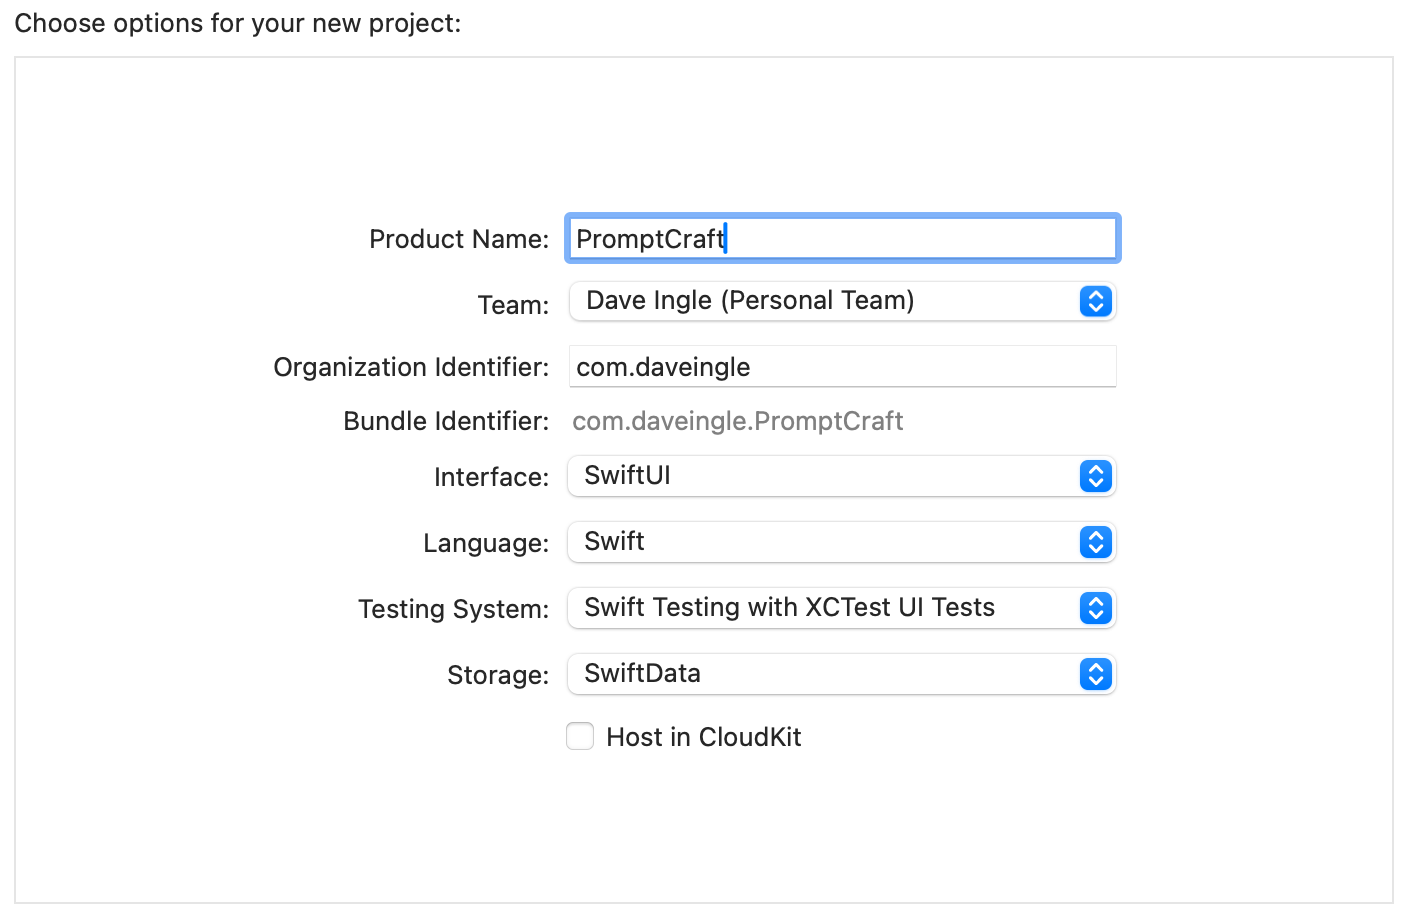 Choose options for your new project:
Product Name: PromptCraft
Team: Dave Ingle (Personal Team)
Organization Identifier: com.daveingle
Bundle Identifier: com.daveingle.PromptCraft
Interface: SwiftUI
Language: Swift
Testing System: Swift Testing with XCTest UI Tests
Storage: SwiftData
Host in CloudKit